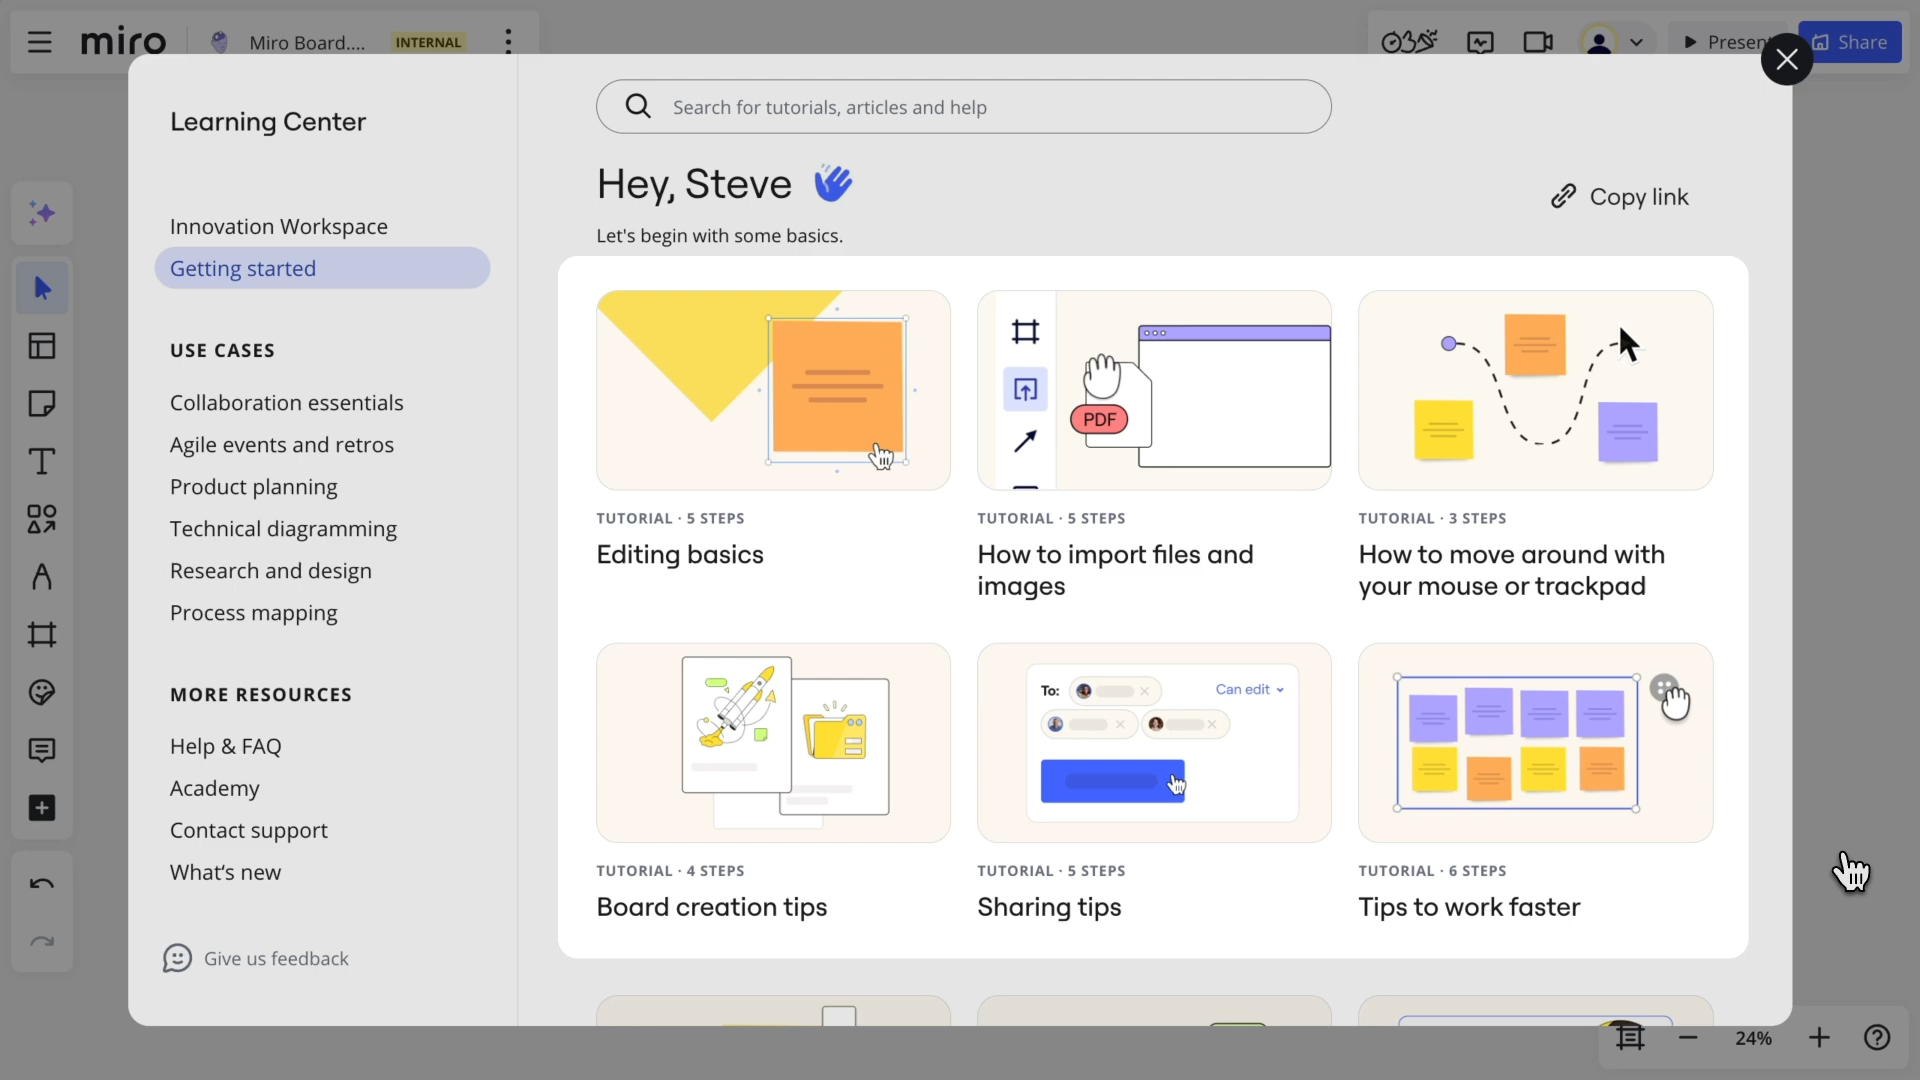 miro
Miro Board....
INTERNAL
Present
Share
Learning Center
Innovation Workspace
Getting started
USE CASES
Collaboration essentials
Agile events and retros
Product planning
Technical diagramming
Research and design
Process mapping
MORE RESOURCES
Help & FAQ
Academy
Contact support
What's new
Give us feedback
Search for tutorials, articles and help
Hey, Steve
Copy link
Let's begin with some basics.
PDF
TUTORIAL · 5 STEPS
Editing basics
TUTORIAL · 5 STEPS
How to import files and
images
TUTORIAL · 3 STEPS
How to move around with
your mouse or trackpad
To:
Can edit
TUTORIAL · 4 STEPS
Board creation tips
TUTORIAL · 5 STEPS
Sharing tips
TUTORIAL · 6 STEPS
Tips to work faster
24%